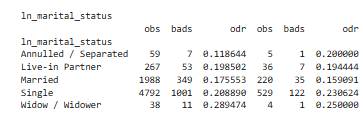 ln_marital_status
obs bads odr obs bads odr
ln_marital_status
Annulled / Separated 59 7 0.118644 5 1 0.200000
Live-in Partner 267 53 0.198502 36 7 0.194444
Married 1988 349 0.175553 220 35 0.159091
Single 4792 1001 0.208890 529 122 0.230624
Widow / Widower 38 11 0.289474 4 1 0.250000